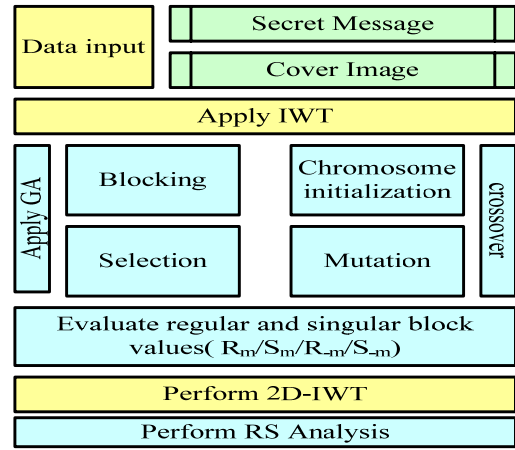 Data input
Secret Message
Cover Image
Apply IWT
Apply GA
Blocking
Chromosome
initialization
crossover
Selection
Mutation
Evaluate regular and singular block
values( Rm/Sm/R-m/S-m)
Perform 2D-IWT
Perform RS Analysis